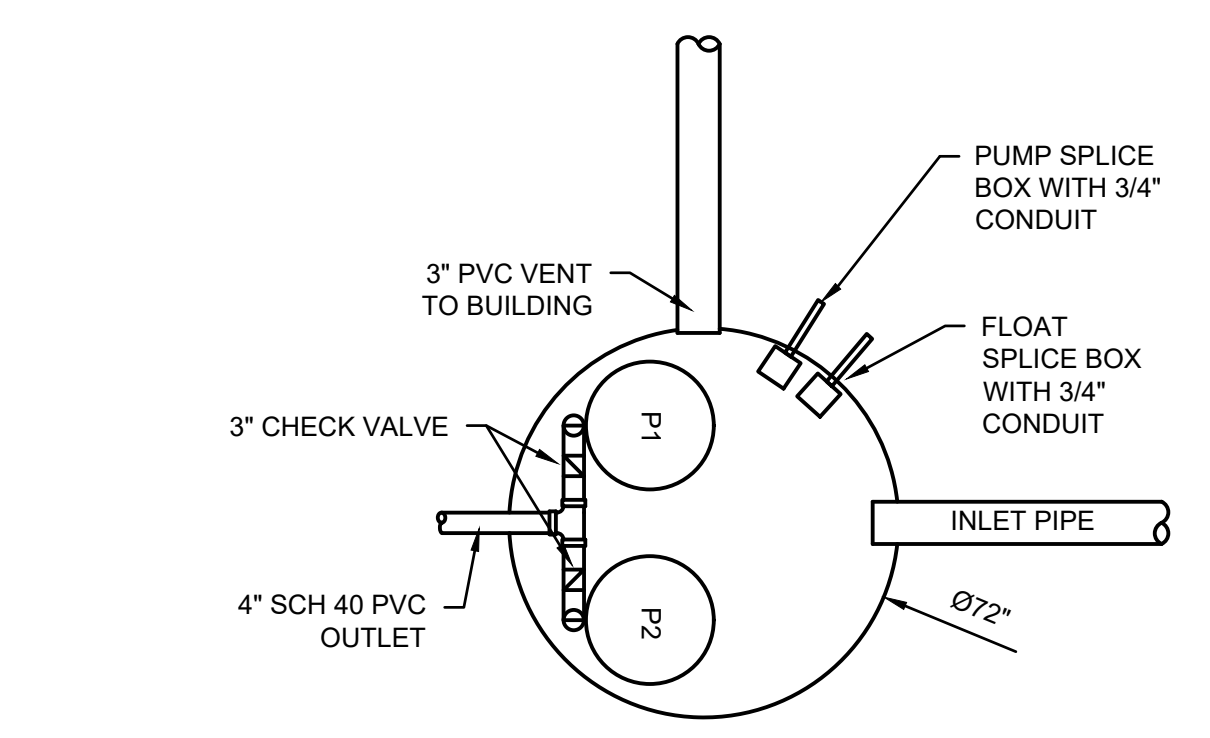 PUMP SPLICE
BOX WITH 3/4"
CONDUIT
3" PVC VENT
TO BUILDING
FLOAT
SPLICE BOX
WITH 3/4"
CONDUIT
3" CHECK VALVE
P1
INLET PIPE
4" SCH 40 PVC
OUTLET
P2
Ø72"